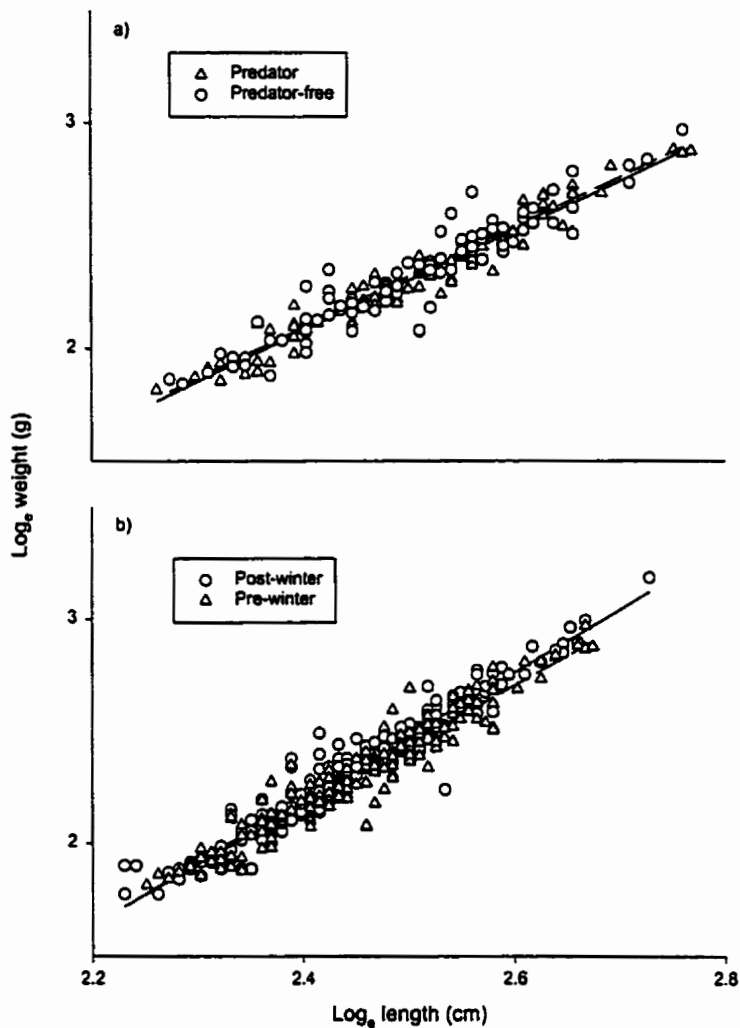 a)
Predator
Predator-free
3
2
Logₑ weight (g)
b)
Post-winter
Pre-winter
3
2
2.2 2.4 2.6 2.8
Logₑ length (cm)